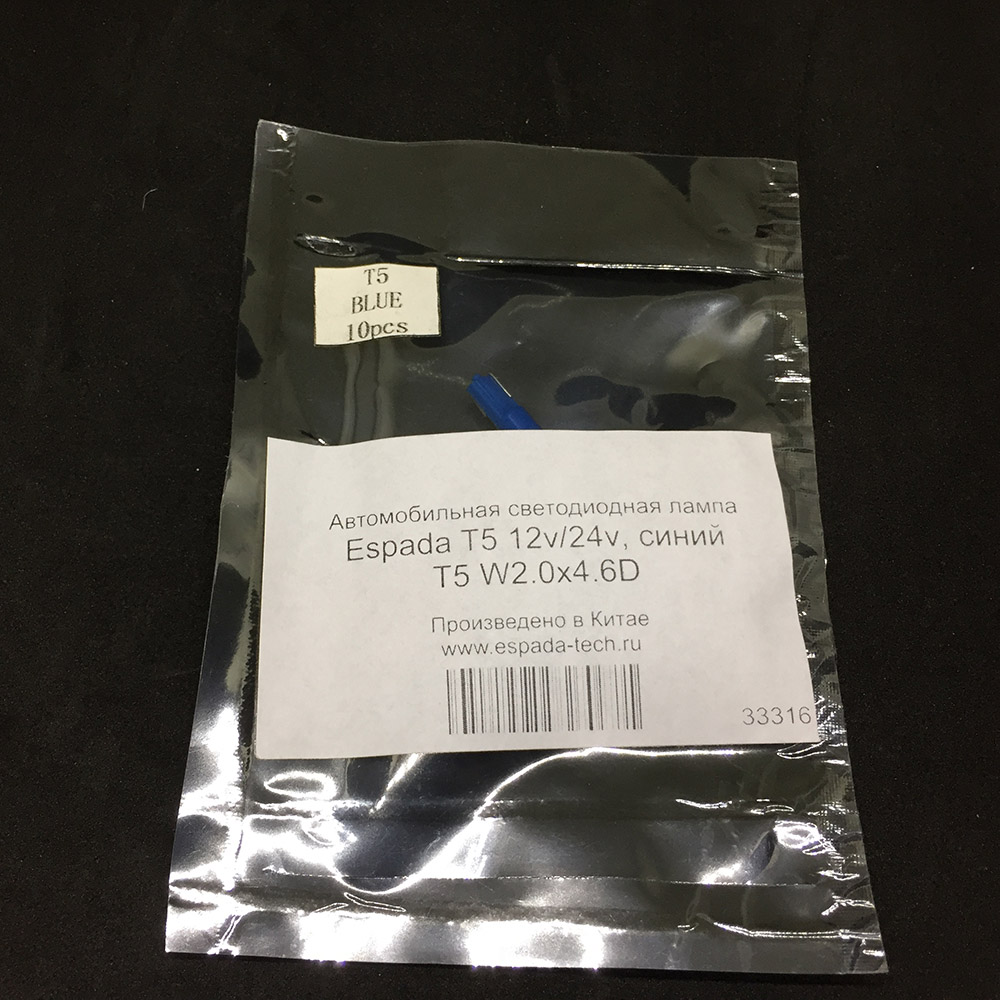 T5
BLUE
10pcs
Автомобильная светодиодная лампа
Espada T5 12v/24v, синий
T5 W2.0x4.6D
Произведено в Китае
www.espada-tech.ru
33316